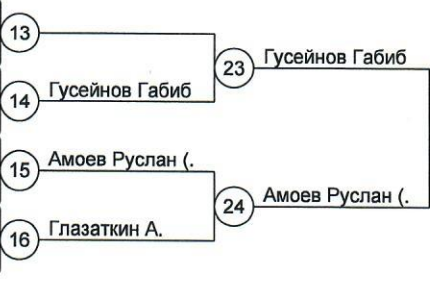 13
Гусейнов Габиб
23
14
Гусейнов Габиб
15
Амоев Руслан (.
24
Амоев Руслан (.
16
Глазаткин А.